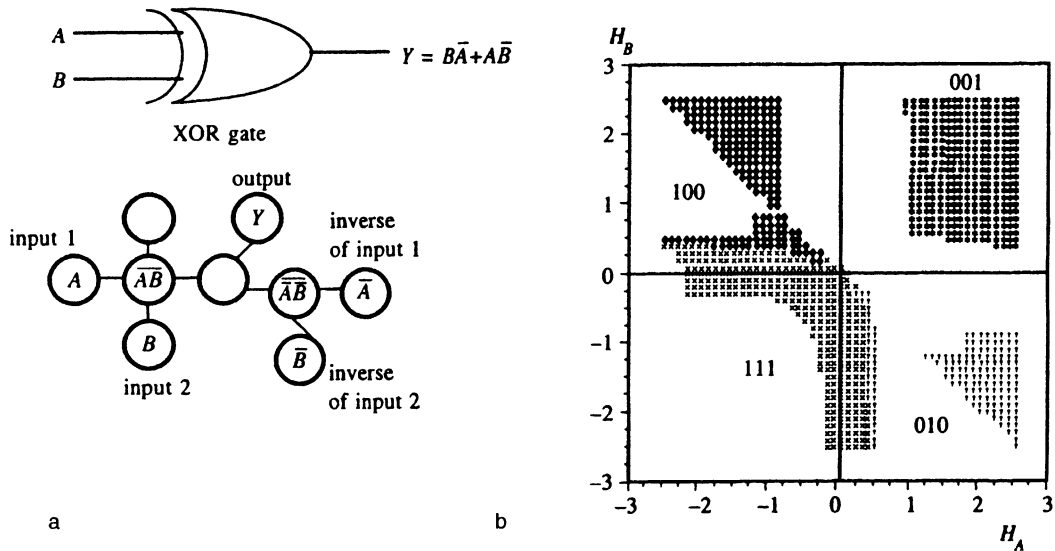 A
B
Y = BĀ+AB̄
XOR gate
output
Y
input 1
inverse
of input 1
A
A̅B̅
A̅̅B̅̅
Ā
B
B̄
input 2
inverse
of input 2
a
H_B
3
2
1
0
−1
−2
−3
001
100
111
010
−3 −2 −1 0 1 2 3
H_A
b